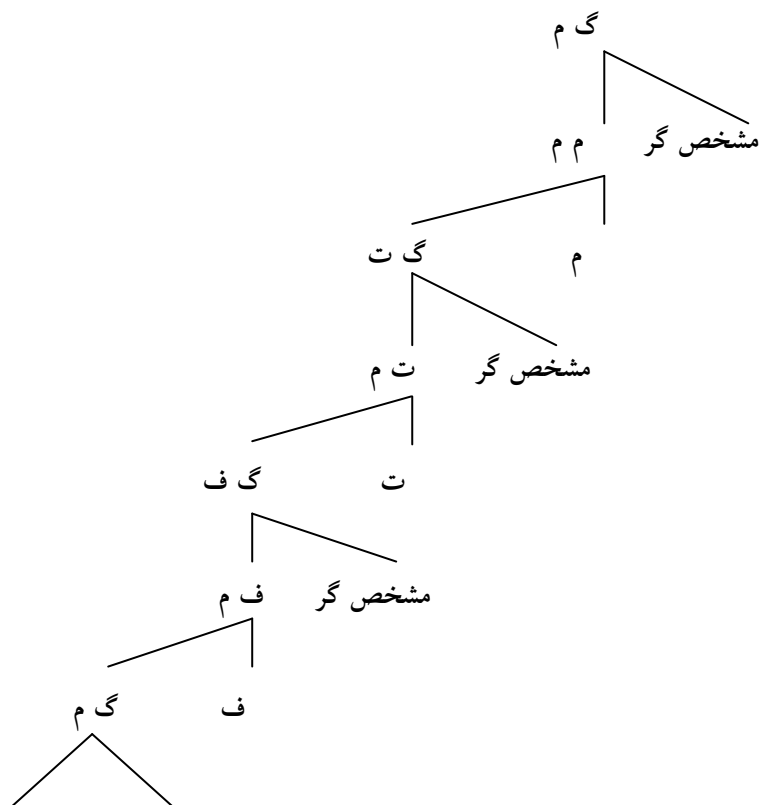 گ م
مشخص گر م م
م گ ت
مشخص گر ت م
ت گ ف
مشخص گر ف م
ف گ م